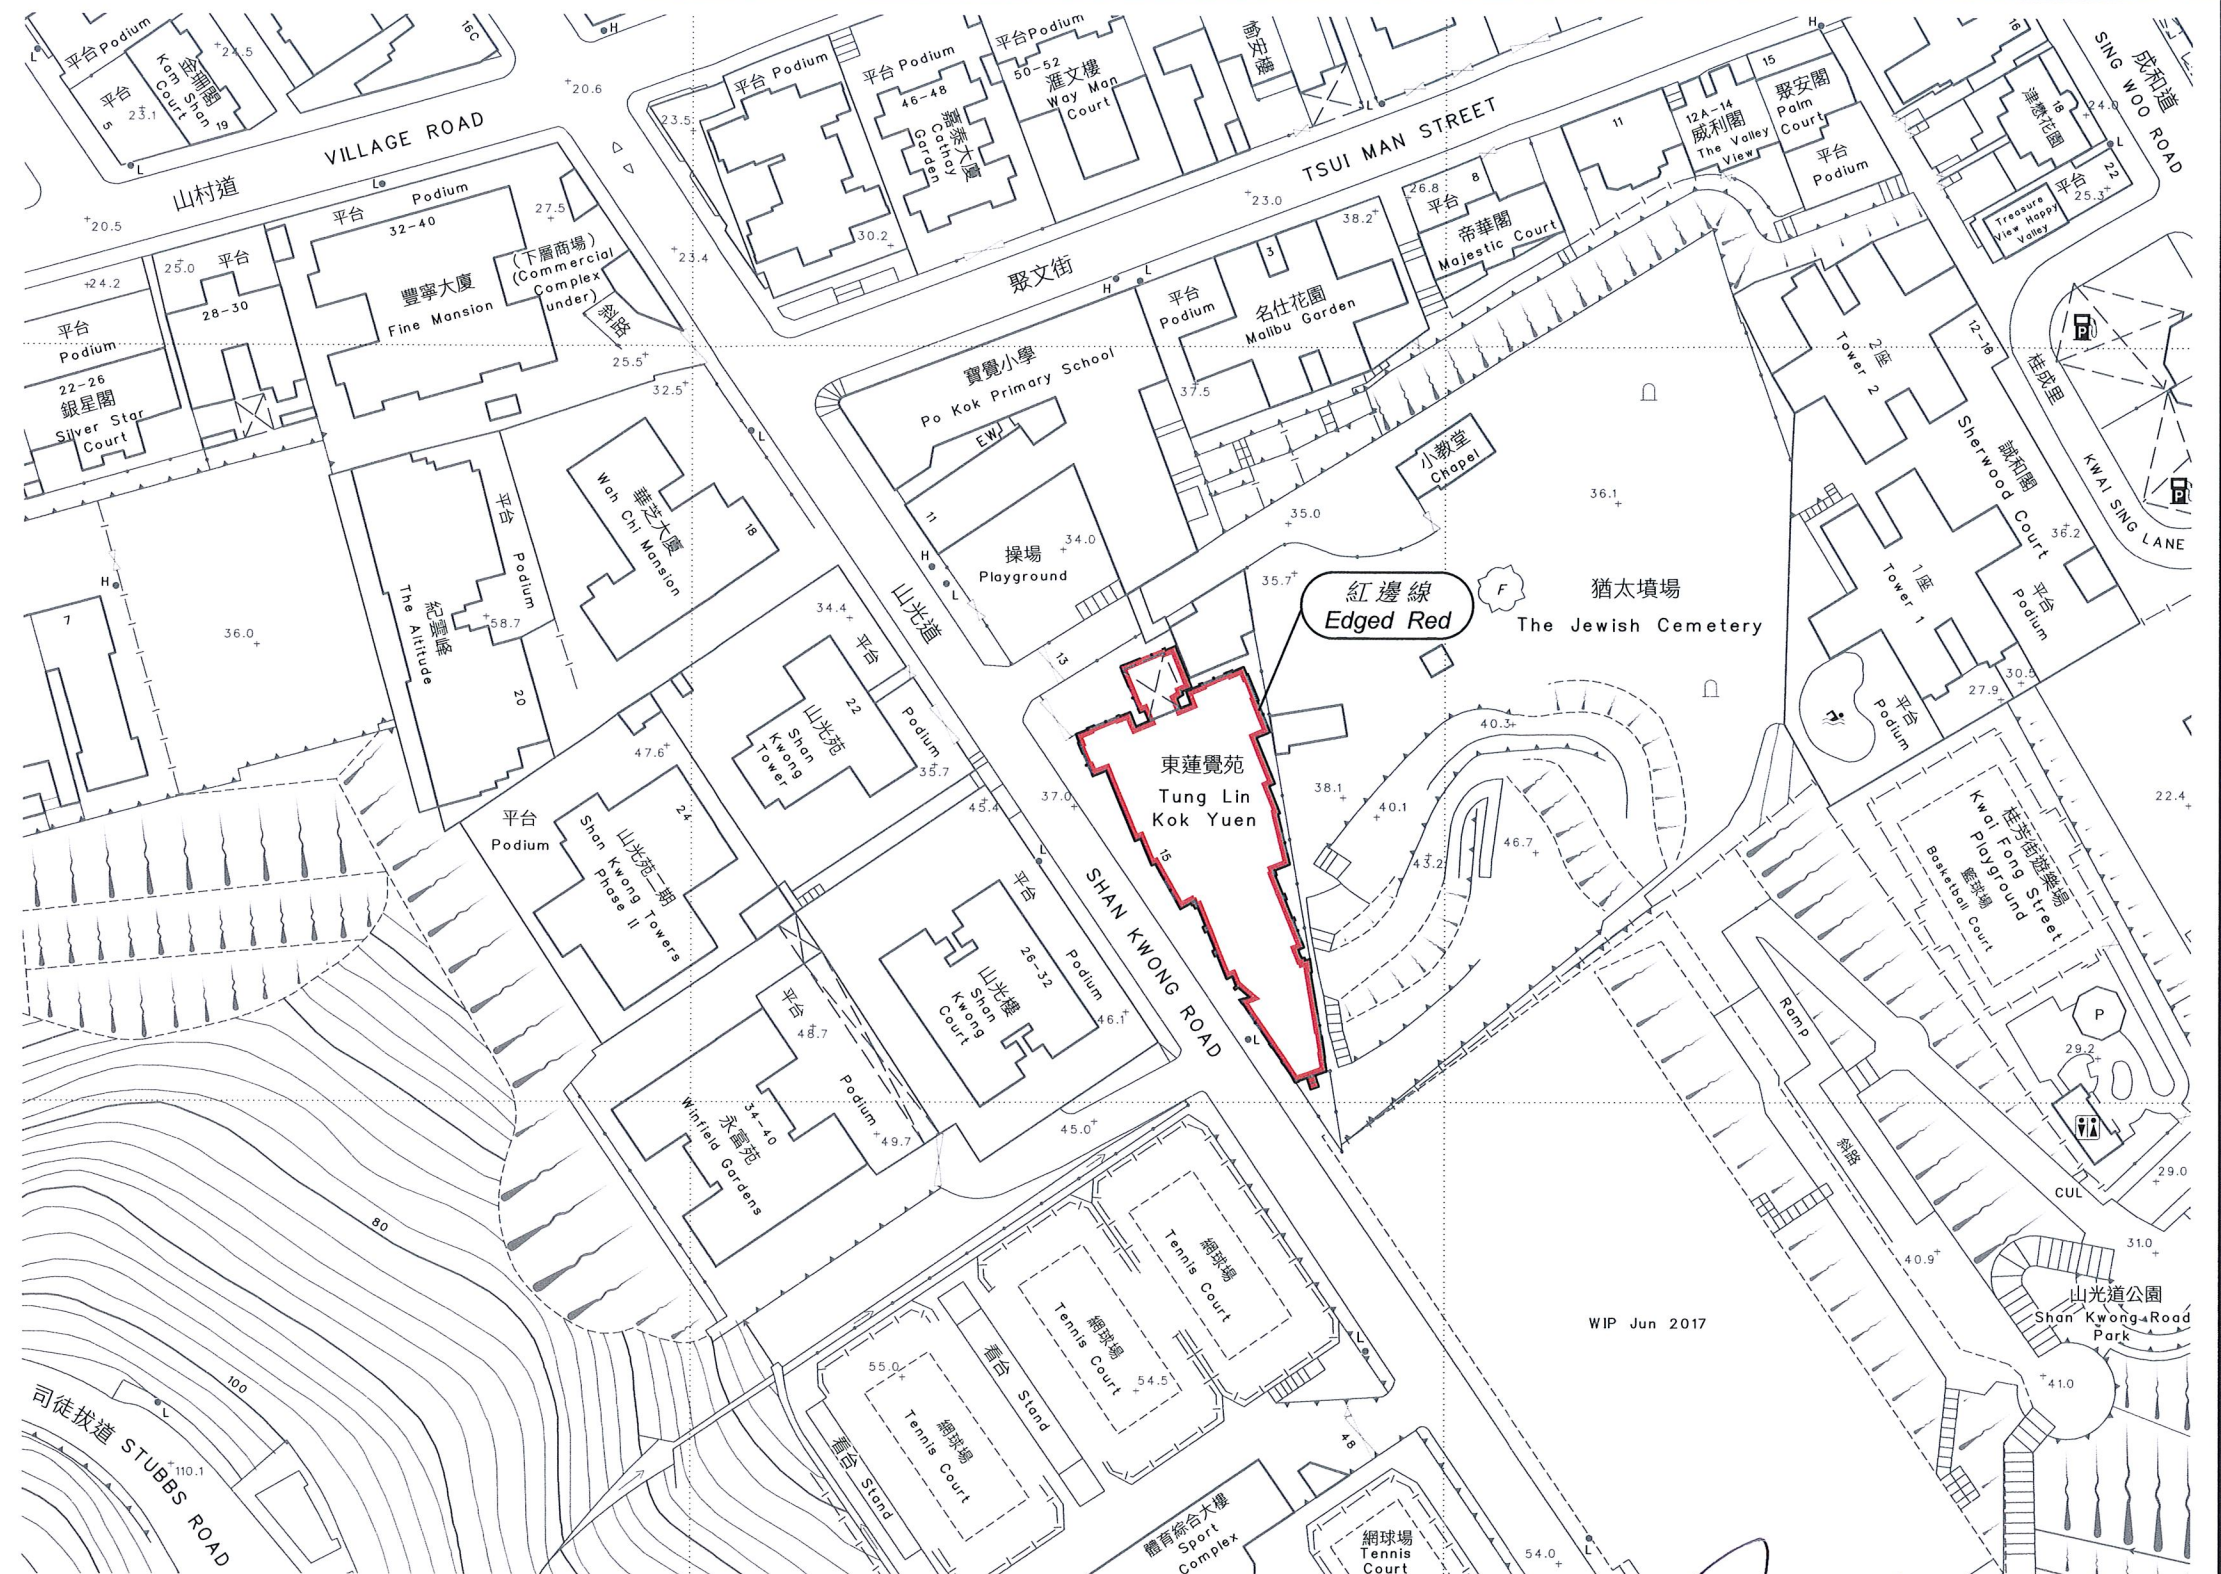 平台 Podium
5
平台
23.1
金珊閣
Kam Shan
Court
19
24.5
16C
L
H
20.6
VILLAGE ROAD
山村道
20.5
L
L
24.2
25.0
平台
28-30
平台
Podium
22-26
銀星閣
Silver Star
Court
平台
Podium
32-40
豐寧大廈
Fine Mansion
27.5
(下層商場)
(Commercial
Complex
under)
斜路
25.5
32.5
23.5
23.4
平台 Podium
平台 Podium
46-48
嘉泰大廈
Cathay
Garden
30.2
平台 Podium
50-52
滙文樓
Way Man
Court
愉安樓
L
H
TSUI MAN STREET
聚文街
23.0
H
L
平台
Podium
3
38.2
名仕花園
Malibu Garden
37.5
26.8
8
平台
帝華閣
Majestic Court
11
12A-14
威利閣
The Valley
View
15
聚安閣
Palm
Court
平台
Podium
16
18
津戀花園
24.0
L
22
平台
25.3
Treasure
View Happy
Valley
成和道
SING WOO ROAD
P
P
桂成里
KWAI SING LANE
寶覺小學
Po Kok Primary School
EW
11
操場
Playground
34.0
H
L
小教堂
Chapel
35.0
36.1
35.7
紅邊線
Edged Red
F
猶太墳場
The Jewish Cemetery
2座
Tower 2
12-16
誠和閣
Sherwood Court
36.2
1座
Tower 1
平台
Podium
30.5
27.9
平台
Podium
22.4
H
7
36.0
紀雲峰
The Altitude
58.7
平台
Podium
20
華芝大廈
Wah Chi Mansion
18
L
山光道
34.4
平台
22
山光苑
Shan
Kwong
Tower
Podium
35.7
47.6
45.4
37.0
13
東蓮覺苑
Tung Lin
Kok Yuen
15
38.1
40.1
40.3
43.2
46.7
平台
Podium
24
山光苑二期
Shan Kwong Towers
Phase II
L
SHAN KWONG ROAD
L
平台
26-32
Podium
山光樓
Shan
Kwong
Court
46.1
平台
48.7
Podium
49.7
34-40
永富苑
Winfield Gardens
45.0
桂芳街遊樂場
Kwai Fong Street
Playground
籃球場
Basketball Court
Ramp
斜路
P
29.2
29.0
CUL
31.0
40.9
山光道公園
Shan Kwong Road
Park
41.0
WIP Jun 2017
80
100
司徒拔道 STUBBS ROAD
L
110.1
55.0
網球場
Tennis Court
看台 Stand
看台 Stand
網球場
Tennis Court
54.5
網球場
Tennis Court
L
48
體育綜合大樓
Sport
Complex
網球場
Tennis
Court
54.0
L